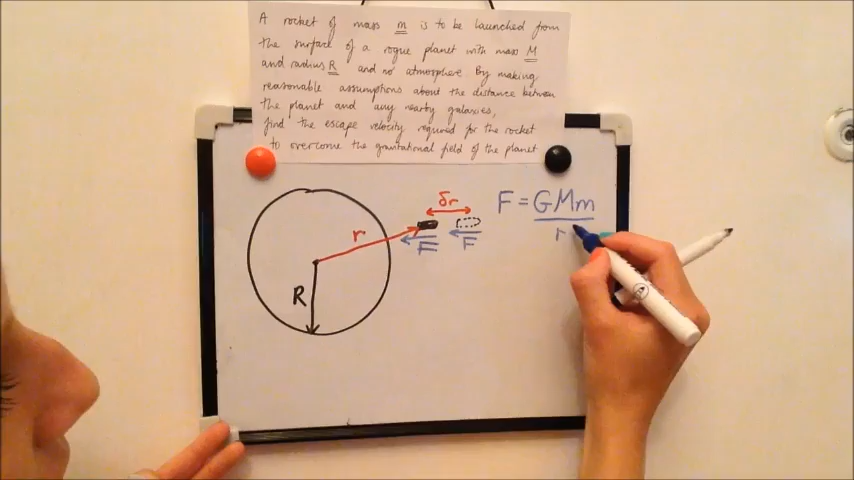 A rocket of mass m is to be launched from
the surface of a rogue planet with mass M
and radius R and no atmosphere. By making
reasonable assumptions about the distance between
the planet and any nearby galaxies,
find the escape velocity required for the rocket
to overcome the gravitational field of the planet
δr
F = GMm
r
r
F
F
R